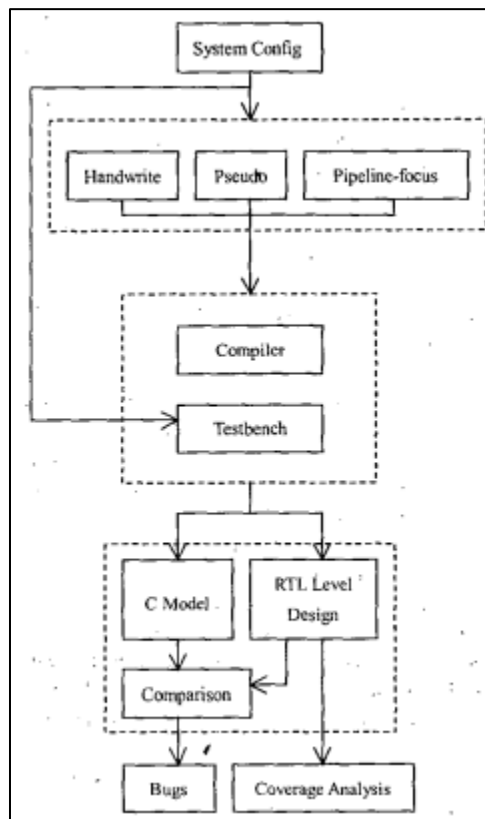 System Config
Handwrite
Pseudo
Pipeline-focus
Compiler
Testbench
C Model
RTL Level
Design
Comparison
Bugs
Coverage Analysis